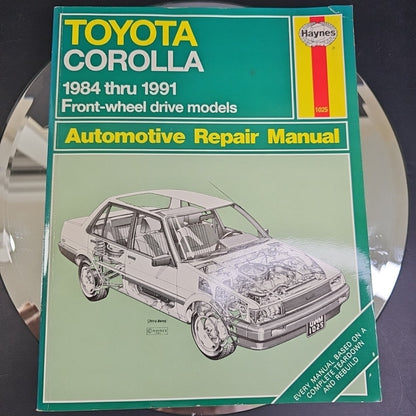 TOYOTA
COROLLA
1984 thru 1991
Front-wheel drive models
Haynes
1025
Automotive Repair Manual
EVERY MANUAL BASED ON A
COMPLETE TEARDOWN
AND REBUILD